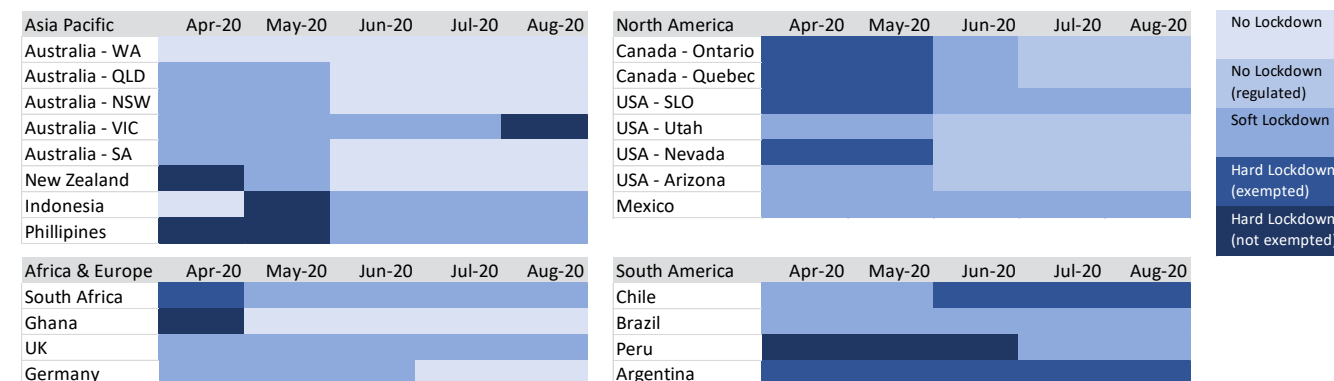 Asia Pacific Apr-20 May-20 Jun-20 Jul-20 Aug-20
Australia - WA
Australia - QLD
Australia - NSW
Australia - VIC
Australia - SA
New Zealand
Indonesia
Phillipines
North America Apr-20 May-20 Jun-20 Jul-20 Aug-20
Canada - Ontario
Canada - Quebec
USA - SLO
USA - Utah
USA - Nevada
USA - Arizona
Mexico
No Lockdown
No Lockdown
(regulated)
Soft Lockdown
Hard Lockdown
(exempted)
Hard Lockdown
(not exempted)
Africa & Europe Apr-20 May-20 Jun-20 Jul-20 Aug-20
South Africa
Ghana
UK
Germany
South America Apr-20 May-20 Jun-20 Jul-20 Aug-20
Chile
Brazil
Peru
Argentina